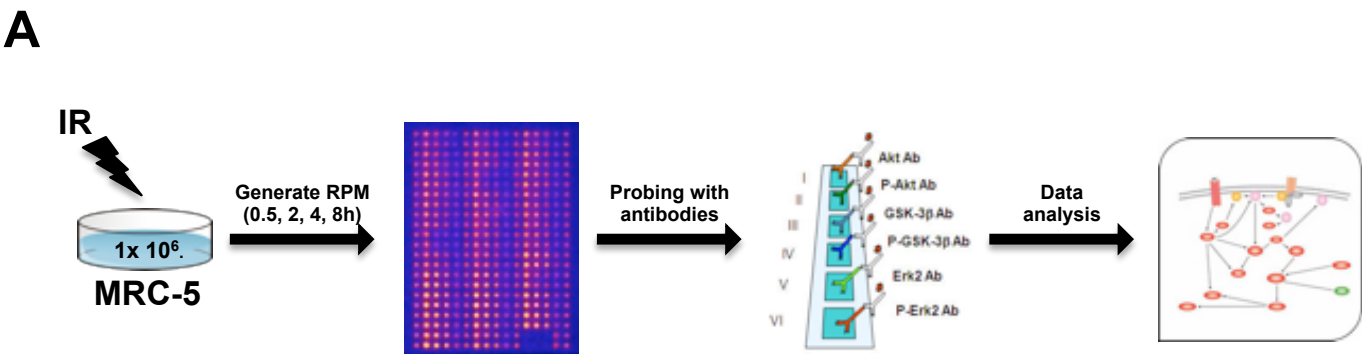 A
IR
1x 10⁶.
MRC-5
Generate RPM
(0.5, 2, 4, 8h)
Probing with
antibodies
I
II
III
IV
V
VI
Akt Ab
P-Akt Ab
GSK-3β Ab
P-GSK-3β Ab
Erk2 Ab
P-Erk2 Ab
Data
analysis